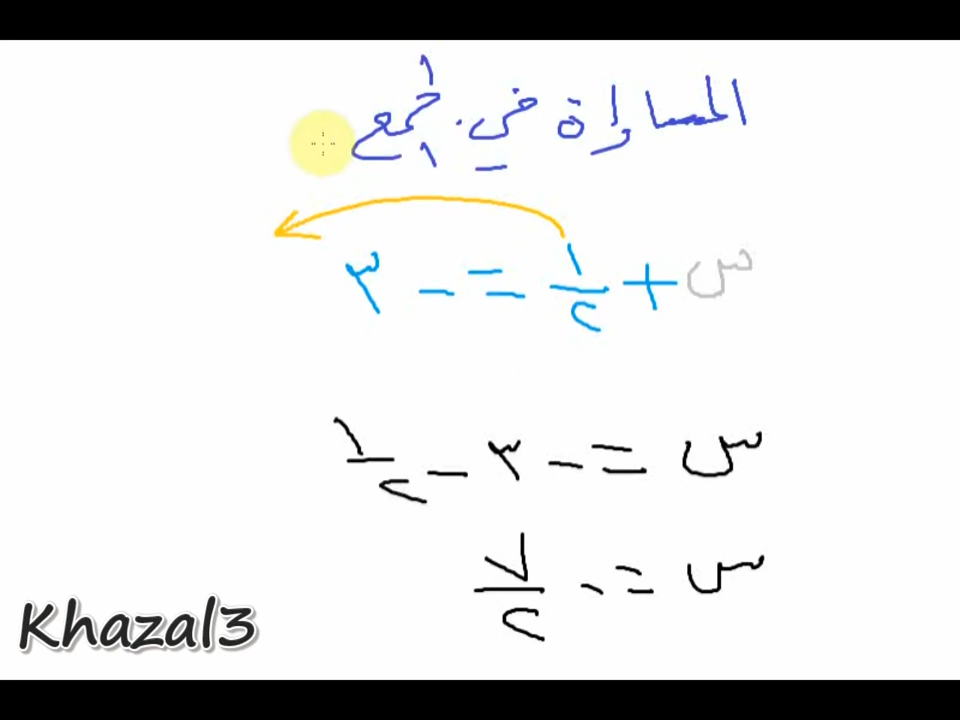 المساواة في الجمع
س + ١/٢ = - ٣
س = - ٣ - ١/٢
س = - ٧/٢
Khazal3